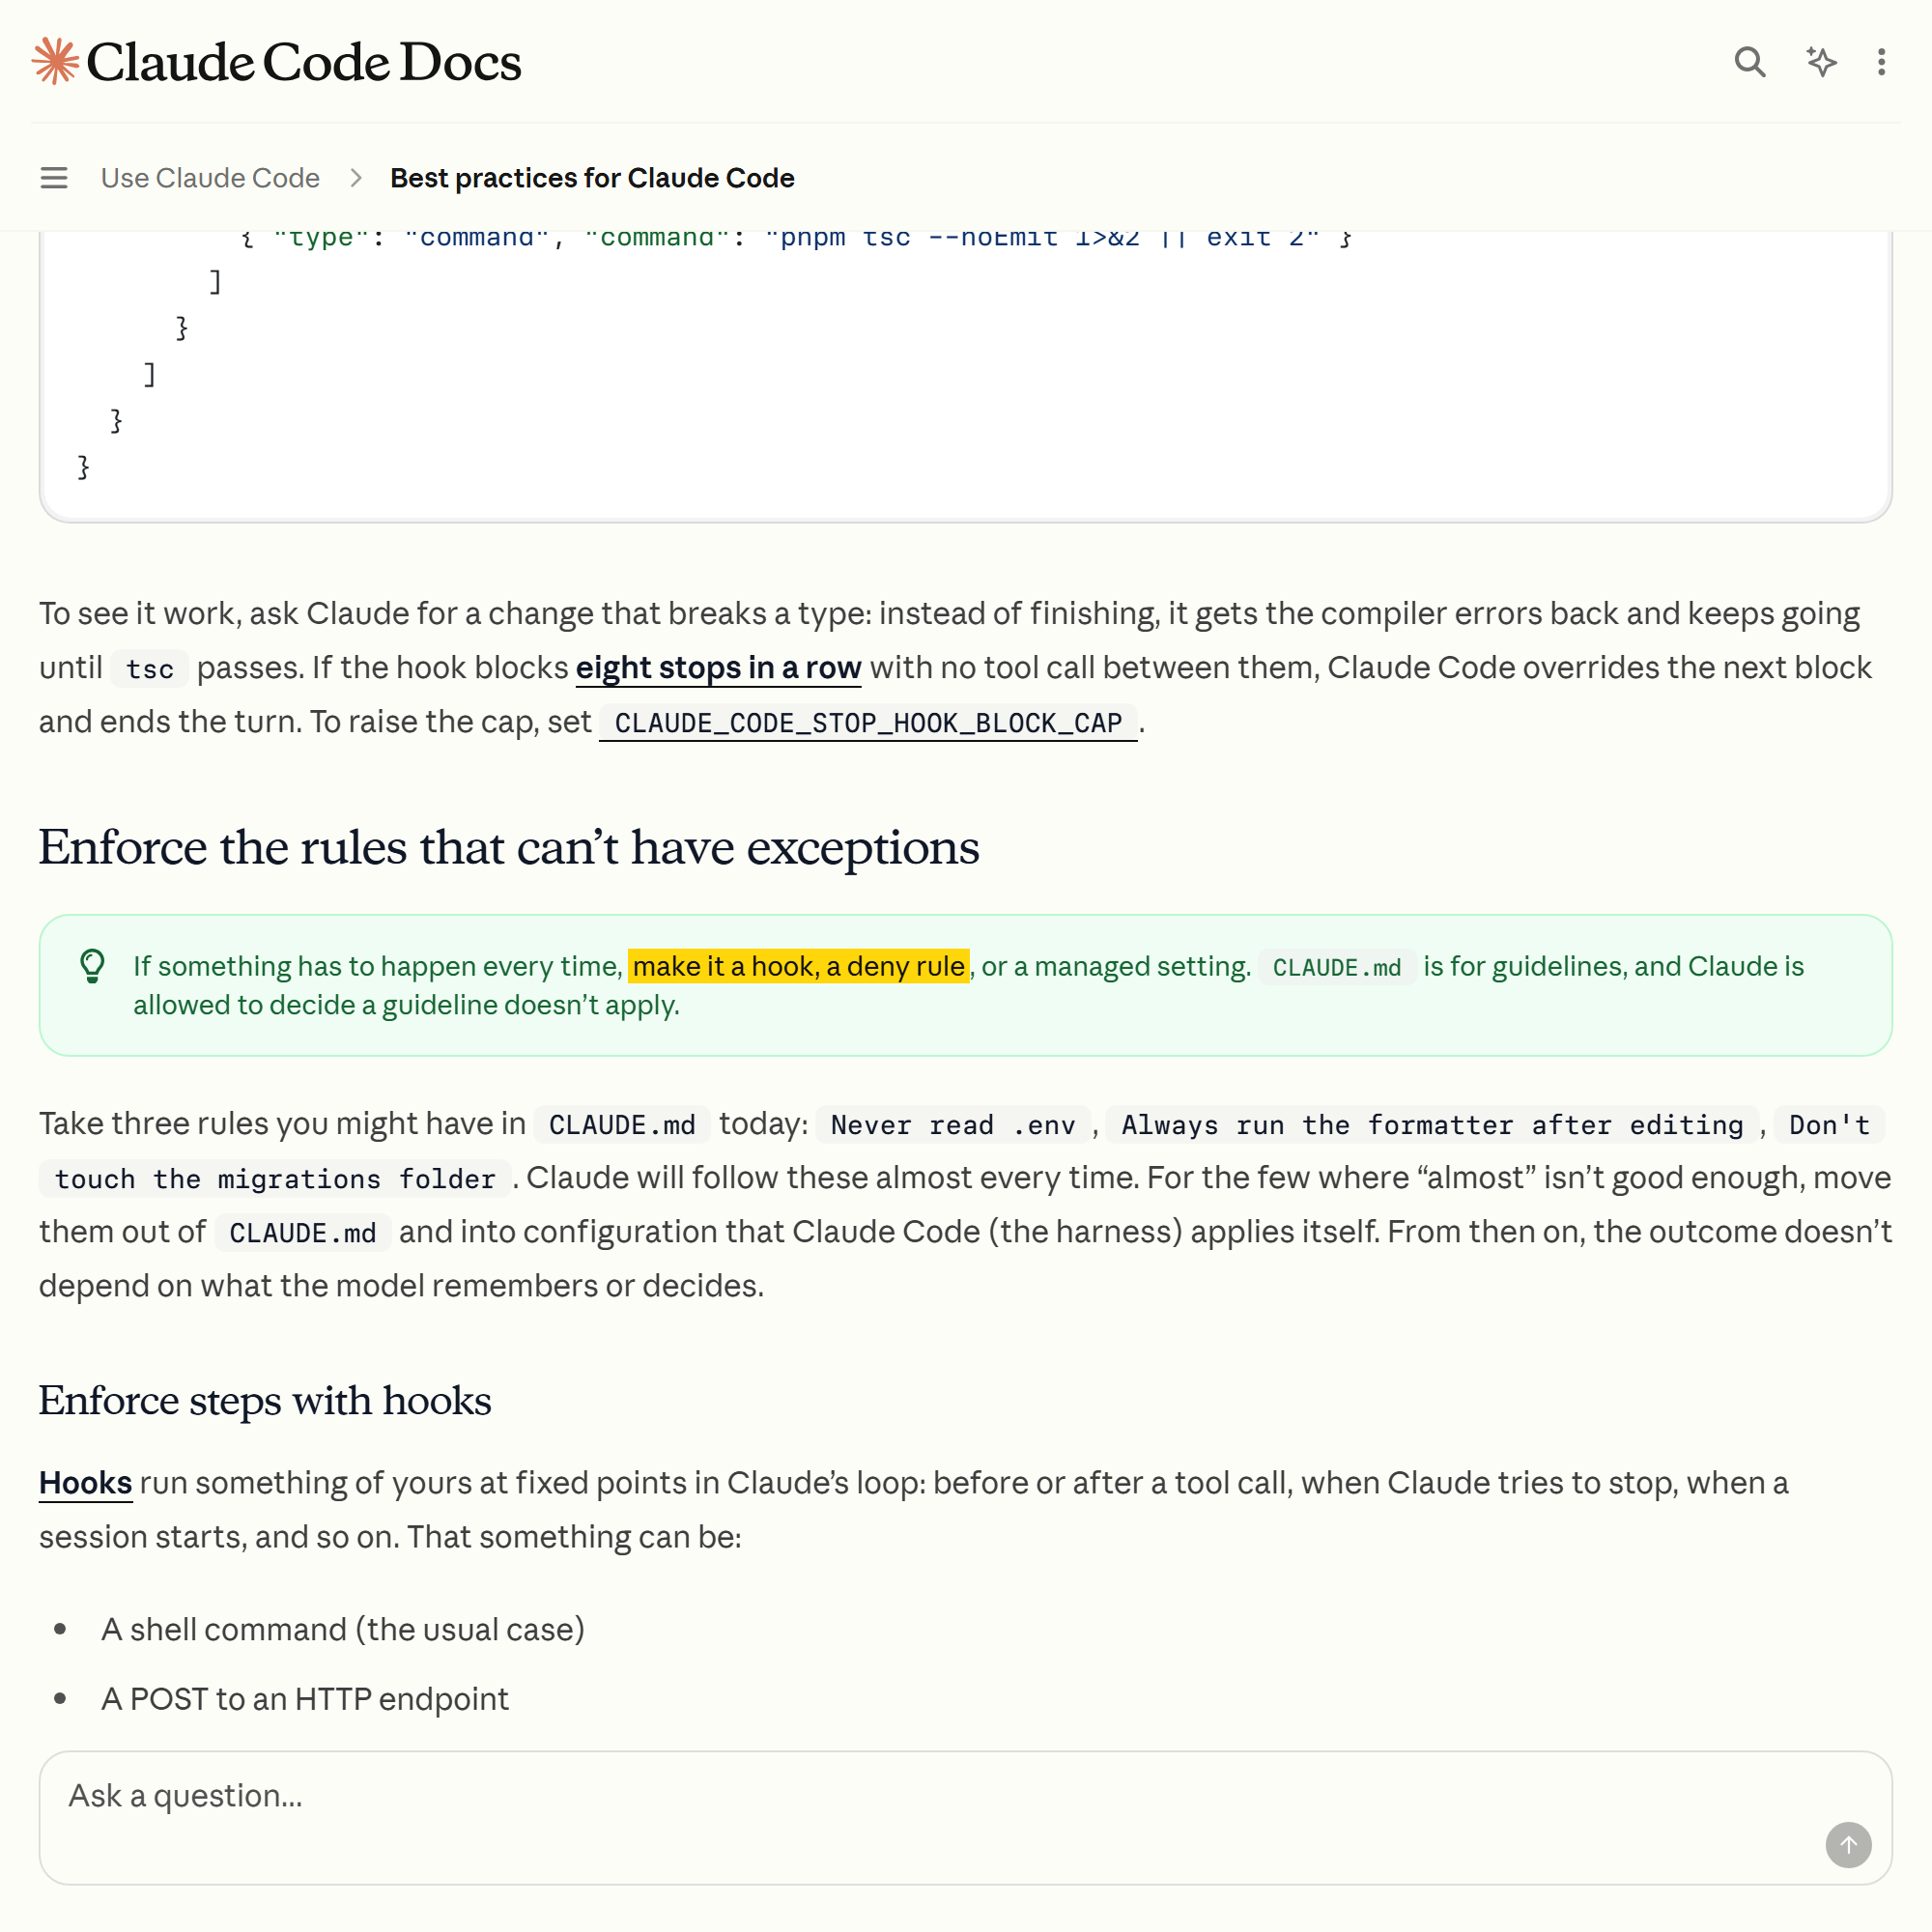 Claude Code Docs
Use Claude Code > Best practices for Claude Code
{ "type": "command", "command": "pnpm tsc --noEmit 1>&2 || exit 2" }
]
}
]
}
}
To see it work, ask Claude for a change that breaks a type: instead of finishing, it gets the compiler errors back and keeps going
until tsc passes. If the hook blocks eight stops in a row with no tool call between them, Claude Code overrides the next block
and ends the turn. To raise the cap, set CLAUDE_CODE_STOP_HOOK_BLOCK_CAP.
Enforce the rules that can’t have exceptions
If something has to happen every time, make it a hook, a deny rule, or a managed setting. CLAUDE.md is for guidelines, and Claude is
allowed to decide a guideline doesn’t apply.
Take three rules you might have in CLAUDE.md today: Never read .env, Always run the formatter after editing, Don't
touch the migrations folder. Claude will follow these almost every time. For the few where “almost” isn’t good enough, move
them out of CLAUDE.md and into configuration that Claude Code (the harness) applies itself. From then on, the outcome doesn’t
depend on what the model remembers or decides.
Enforce steps with hooks
Hooks run something of yours at fixed points in Claude’s loop: before or after a tool call, when Claude tries to stop, when a
session starts, and so on. That something can be:
• A shell command (the usual case)
• A POST to an HTTP endpoint
Ask a question...